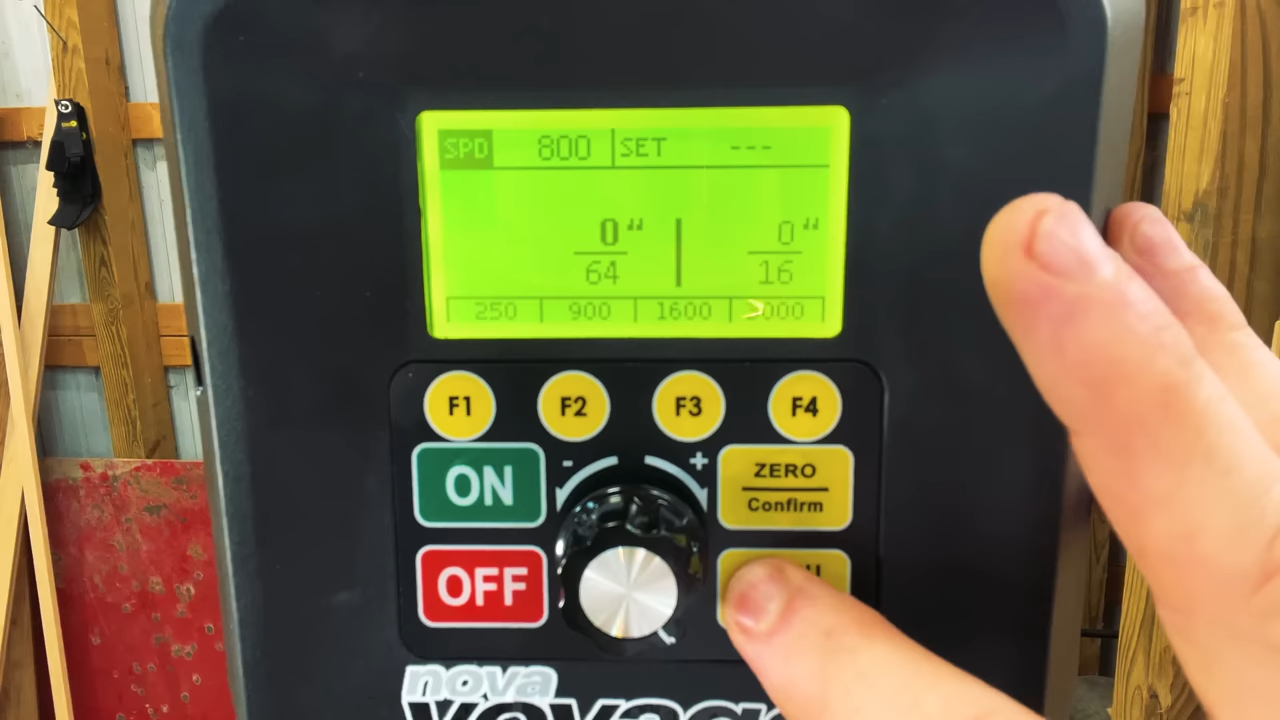 SPD 800 SET ---
0" 0"
64 16
250 900 1600
F1 F2 F3 F4
ON
ZERO
Confirm
- +
OFF
nova